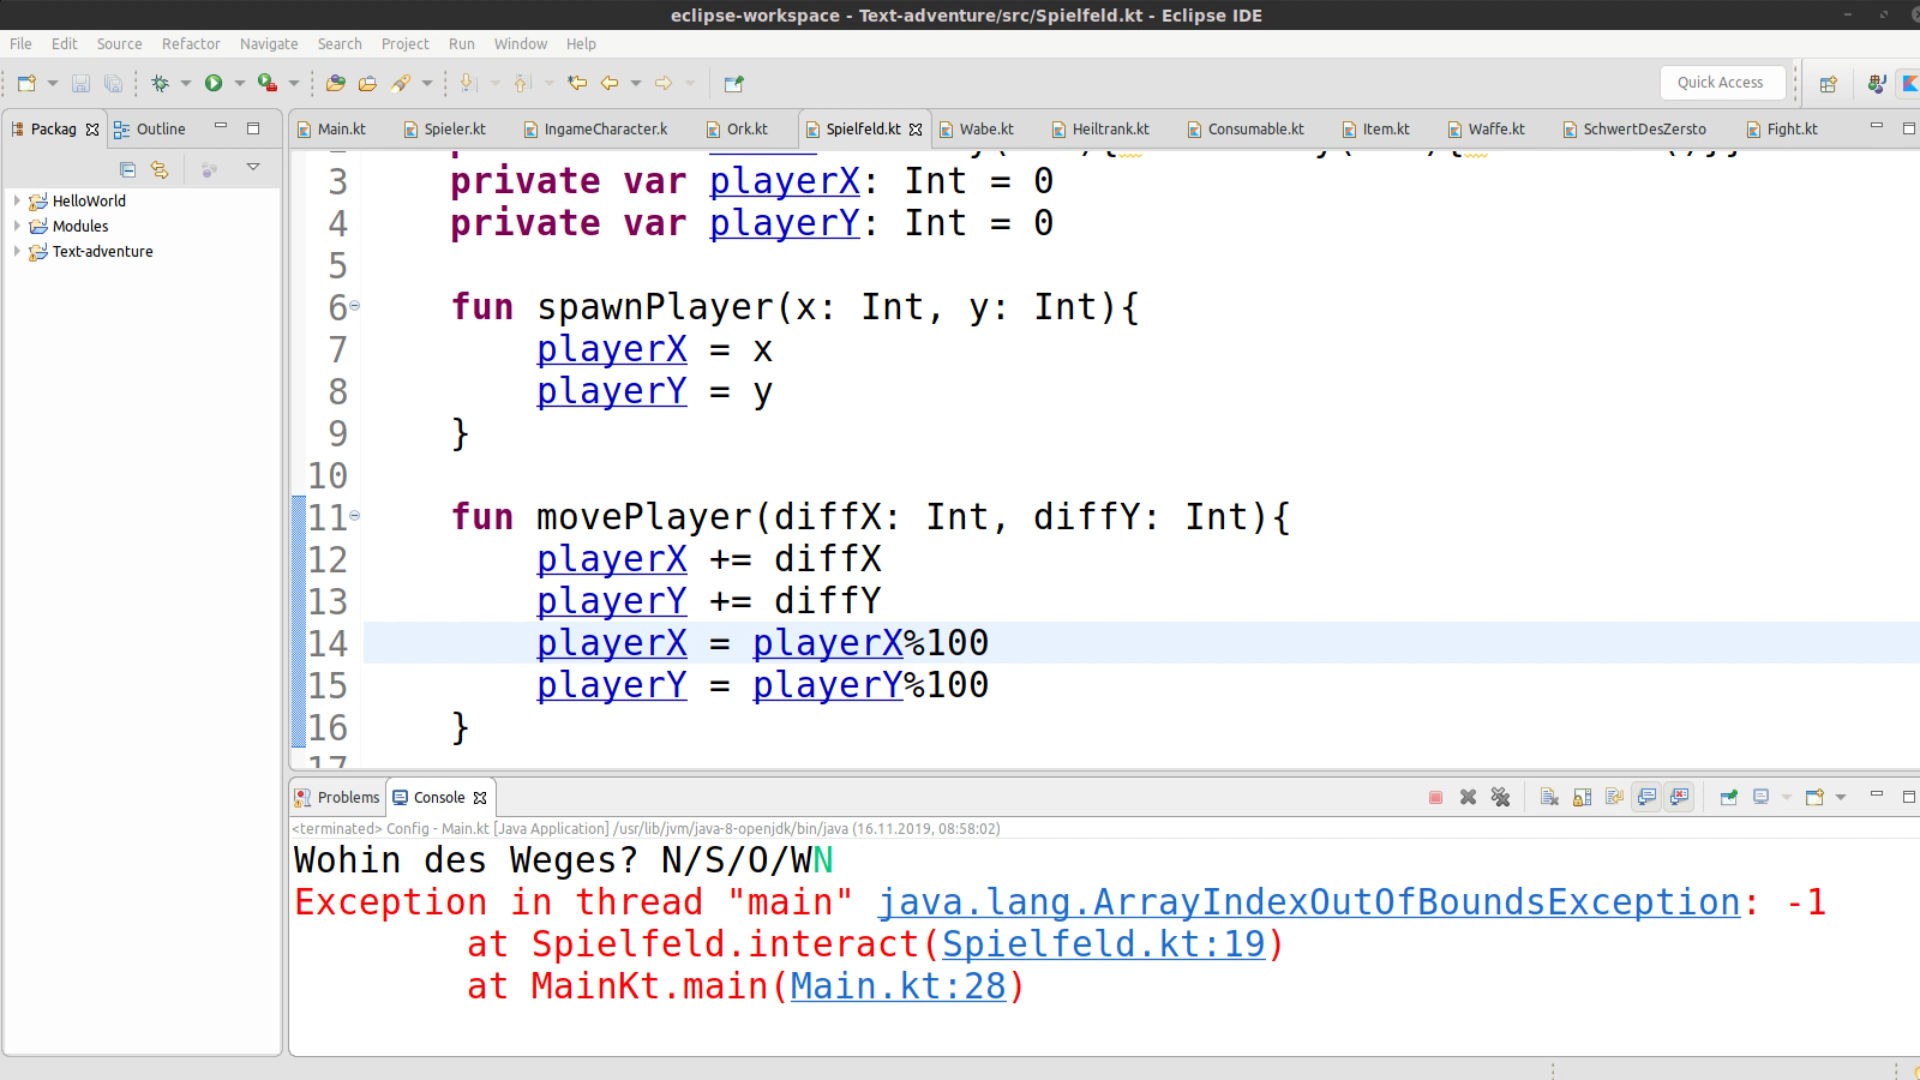 eclipse-workspace - Text-adventure/src/Spielfeld.kt - Eclipse IDE
File Edit Source Refactor Navigate Search Project Run Window Help
Quick Access
Packag Outline
Main.kt Spieler.kt IngameCharacter.k Ork.kt Spielfeld.kt Wabe.kt Heiltrank.kt Consumable.kt Item.kt Waffe.kt SchwertDesZersto Fight.kt
HelloWorld
Modules
Text-adventure
3 private var playerX: Int = 0
4 private var playerY: Int = 0
5
6 fun spawnPlayer(x: Int, y: Int){
7 playerX = x
8 playerY = y
9 }
10
11 fun movePlayer(diffX: Int, diffY: Int){
12 playerX += diffX
13 playerY += diffY
14 playerX = playerX%100
15 playerY = playerY%100
16 }
17
Problems Console
<terminated> Config - Main.kt [Java Application] /usr/lib/jvm/java-8-openjdk/bin/java (16.11.2019, 08:58:02)
Wohin des Weges? N/S/O/WN
Exception in thread "main" java.lang.ArrayIndexOutOfBoundsException: -1
at Spielfeld.interact(Spielfeld.kt:19)
at MainKt.main(Main.kt:28)